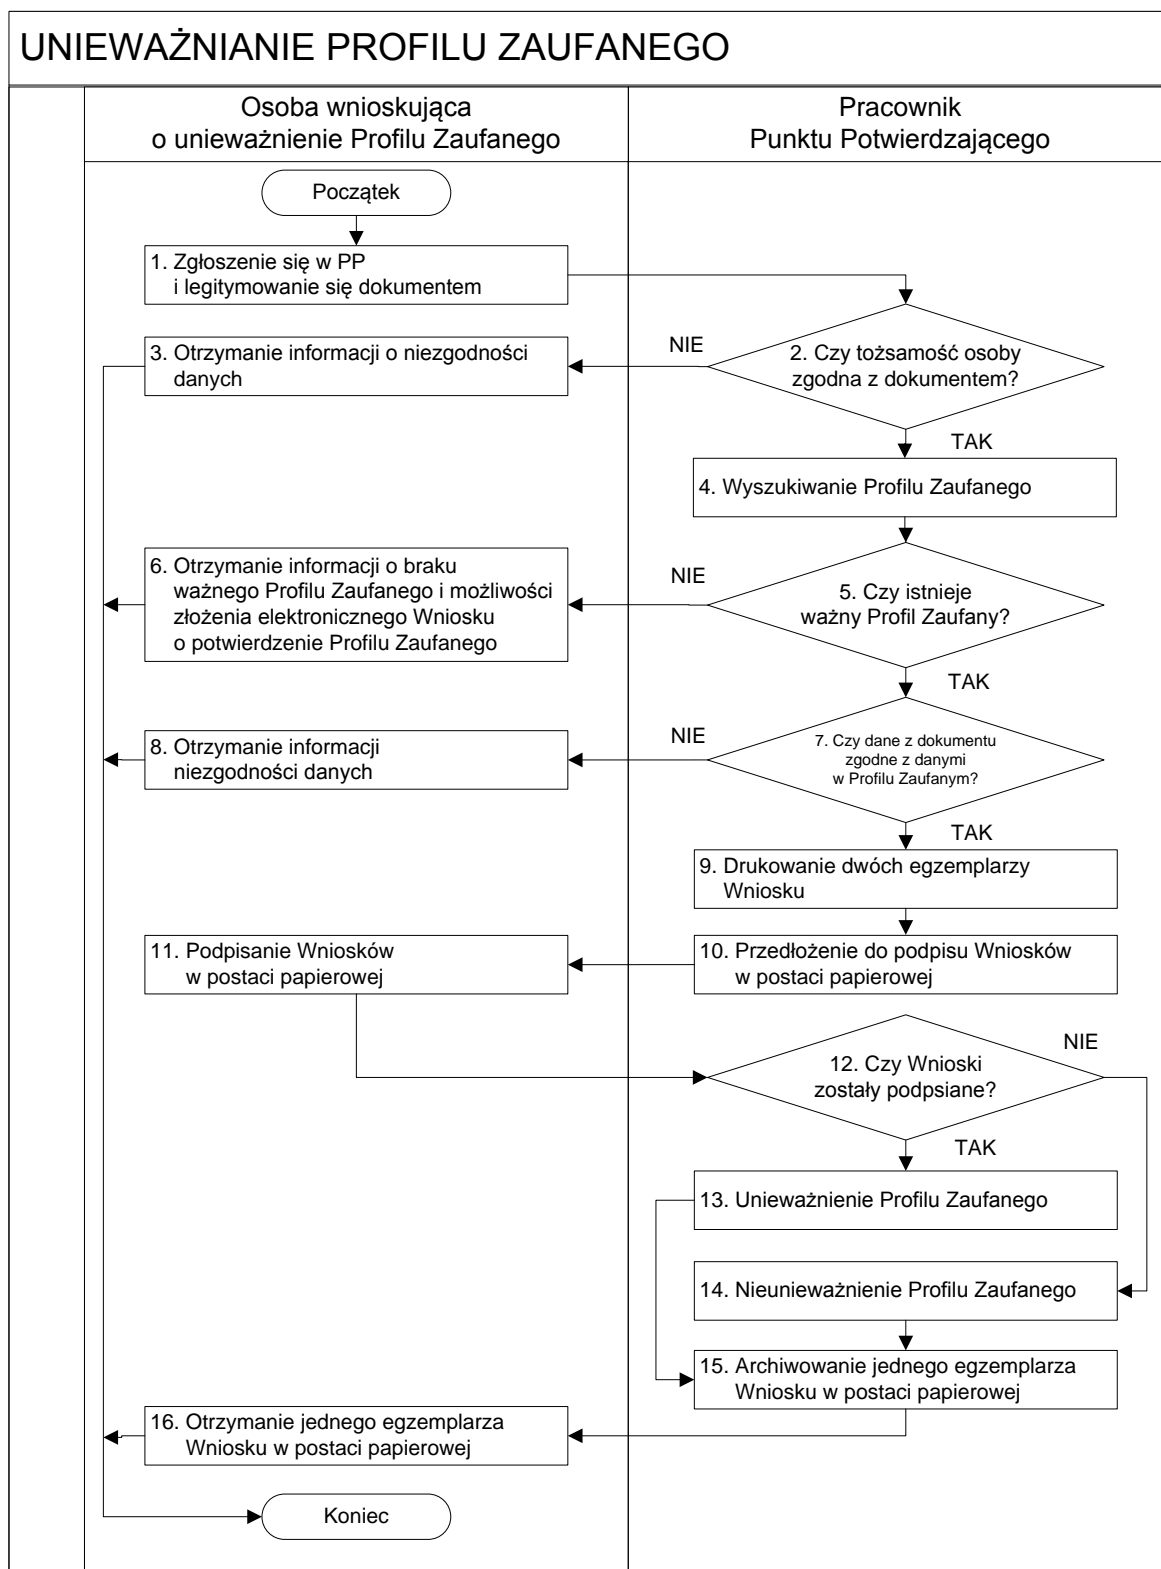 UNIEWAŻNIANIE PROFILU ZAUFANEGO
Osoba wnioskująca
o unieważnienie Profilu Zaufanego
Pracownik
Punktu Potwierdzającego
Początek
1. Zgłoszenie się w PP
i legitymowanie się dokumentem
NIE
2. Czy tożsamość osoby
zgodna z dokumentem?
3. Otrzymanie informacji o niezgodności
danych
TAK
4. Wyszukiwanie Profilu Zaufanego
NIE
5. Czy istnieje
ważny Profil Zaufany?
6. Otrzymanie informacji o braku
ważnego Profilu Zaufanego i możliwości
złożenia elektronicznego Wniosku
o potwierdzenie Profilu Zaufanego
TAK
NIE
7. Czy dane z dokumentu
zgodne z danymi
w Profilu Zaufanym?
8. Otrzymanie informacji
niezgodności danych
TAK
9. Drukowanie dwóch egzemplarzy
Wniosku
10. Przedłożenie do podpisu Wniosków
w postaci papierowej
11. Podpisanie Wniosków
w postaci papierowej
NIE
12. Czy Wnioski
zostały podpsiane?
TAK
13. Unieważnienie Profilu Zaufanego
14. Nieunieważnienie Profilu Zaufanego
15. Archiwowanie jednego egzemplarza
Wniosku w postaci papierowej
16. Otrzymanie jednego egzemplarza
Wniosku w postaci papierowej
Koniec